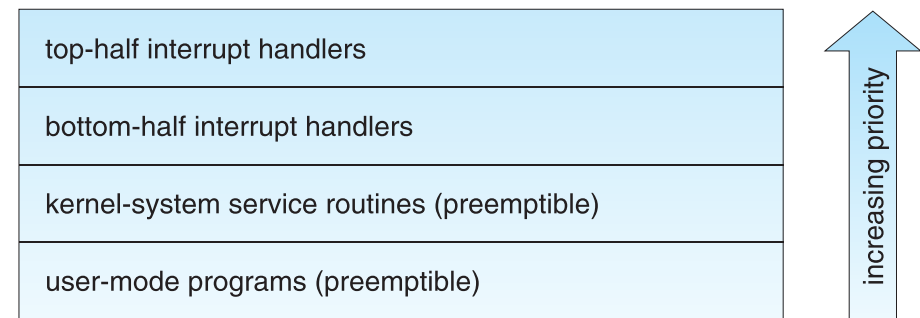 top-half interrupt handlers
bottom-half interrupt handlers
kernel-system service routines (preemptible)
user-mode programs (preemptible)
increasing priority